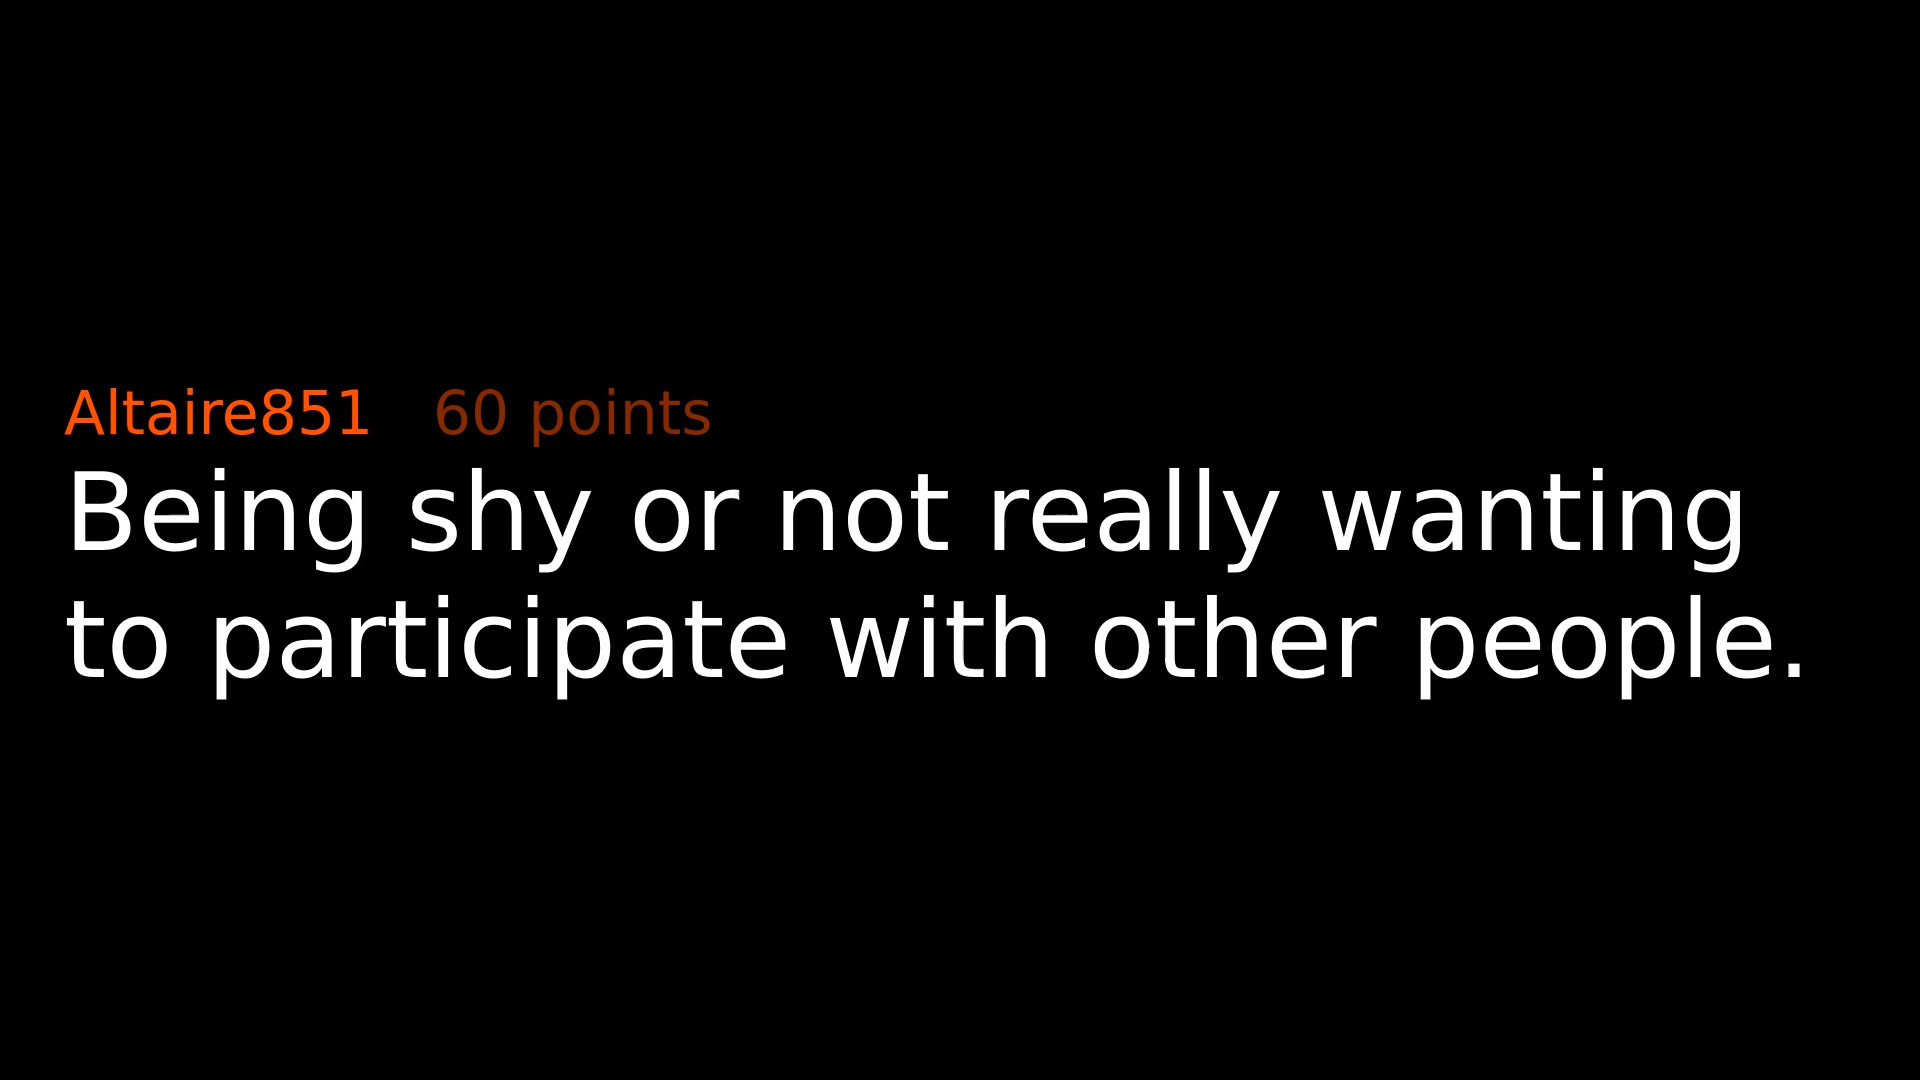 Altaire851 60 points
Being shy or not really wanting
to participate with other people.